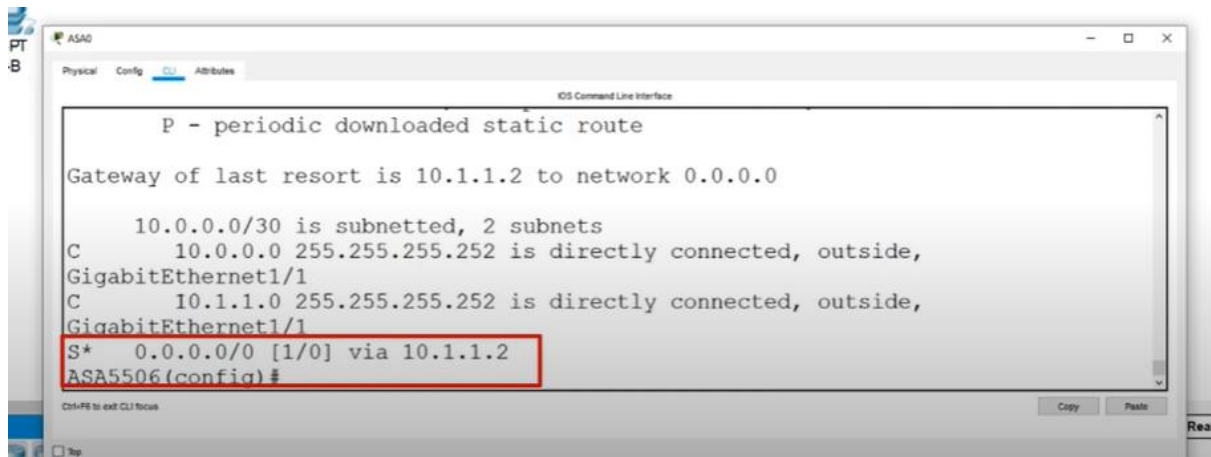 PT
-B
ASA0
Physical Config CLI Attributes
IOS Command Line Interface
P - periodic downloaded static route
Gateway of last resort is 10.1.1.2 to network 0.0.0.0
10.0.0.0/30 is subnetted, 2 subnets
C 10.0.0.0 255.255.255.252 is directly connected, outside,
GigabitEthernet1/1
C 10.1.1.0 255.255.255.252 is directly connected, outside,
GigabitEthernet1/1
S* 0.0.0.0/0 [1/0] via 10.1.1.2
ASA5506(config)#
Ctrl+F6 to exit CLI focus
Copy Paste
Top